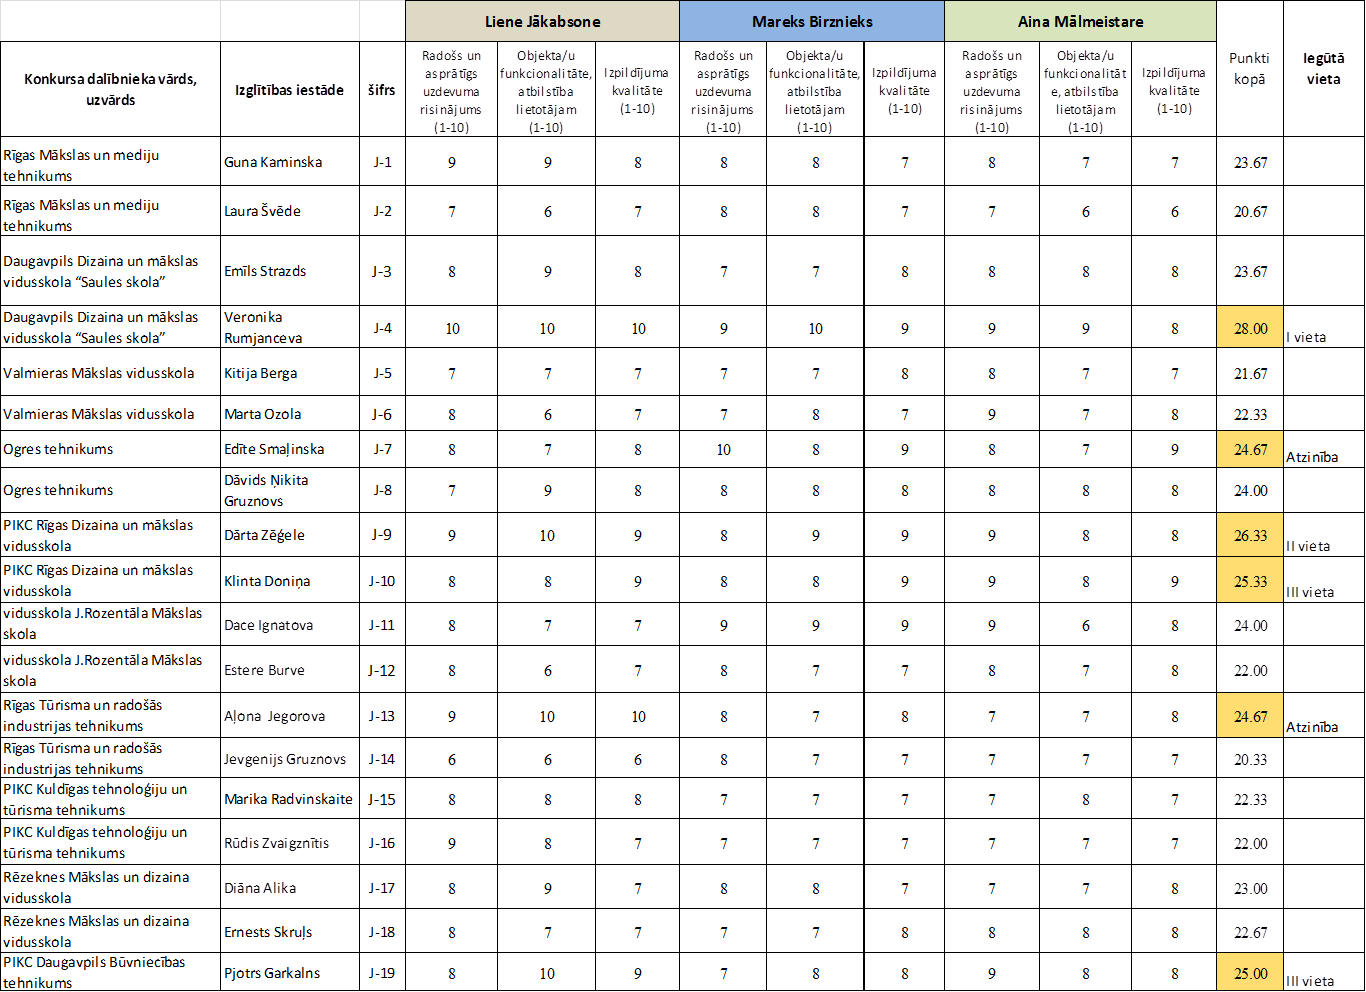 Liene Jākabsone Mareks Birznieks Aina Mālmeistare
Konkursa dalībnieka vārds, uzvārds Izglītības iestāde šifrs Radošs un asprātīgs uzdevuma risinājums (1-10) Objekta/u funkcionalitāte, atbilstība lietotājam (1-10) Izpildījuma kvalitāte (1-10) Radošs un asprātīgs uzdevuma risinājums (1-10) Objekta/u funkcionalitāte, atbilstība lietotājam (1-10) Izpildījuma kvalitāte (1-10) Radošs un asprātīgs uzdevuma risinājums (1-10) Objekta/u funkcionalitāt e, atbilstība lietotājam (1-10) Izpildījuma kvalitāte (1-10) Punkti kopā Iegūtā vieta
Rīgas Mākslas un mediju tehnikums Guna Kaminska J-1 9 9 8 8 8 7 8 7 7 23.67
Rīgas Mākslas un mediju tehnikums Laura Švēde J-2 7 6 7 8 8 7 7 6 6 20.67
Daugavpils Dizaina un mākslas vidusskola “Saules skola” Emīls Strazds J-3 8 9 8 7 7 8 8 8 8 23.67
Daugavpils Dizaina un mākslas vidusskola “Saules skola” Veronika Rumjanceva J-4 10 10 10 9 10 9 9 9 8 28.00 I vieta
Valmieras Mākslas vidusskola Kitija Berga J-5 7 7 7 7 7 8 8 7 7 21.67
Valmieras Mākslas vidusskola Marta Ozola J-6 8 6 7 7 8 7 9 7 8 22.33
Ogres tehnikums Edīte Smaļinska J-7 8 7 8 10 8 9 8 7 9 24.67 Atzinība
Ogres tehnikums Dāvids Ņikita Gruznovs J-8 7 9 8 8 8 8 8 8 8 24.00
PIKC Rīgas Dizaina un mākslas vidusskola Dārta Zēģele J-9 9 10 9 8 9 9 9 8 8 26.33 II vieta
PIKC Rīgas Dizaina un mākslas vidusskola Klinta Doniņa J-10 8 8 9 8 8 9 9 8 9 25.33 III vieta
vidusskola J.Rozentāla Mākslas skola Dace Ignatova J-11 8 7 7 9 9 9 9 6 8 24.00
vidusskola J.Rozentāla Mākslas skola Estere Burve J-12 8 6 7 8 7 7 8 7 8 22.00
Rīgas Tūrisma un radošās industrijas tehnikums Aļona Jegorova J-13 9 10 10 8 7 8 7 7 8 24.67 Atzinība
Rīgas Tūrisma un radošās industrijas tehnikums Jevgenijs Gruznovs J-14 6 6 6 8 7 7 7 7 7 20.33
PIKC Kuldīgas tehnoloģiju un tūrisma tehnikums Marika Radvinskaite J-15 8 8 8 7 7 7 7 8 7 22.33
PIKC Kuldīgas tehnoloģiju un tūrisma tehnikums Rūdis Zvaigznītis J-16 9 8 7 7 7 7 7 7 7 22.00
Rēzeknes Mākslas un dizaina vidusskola Diāna Alika J-17 8 9 7 8 8 7 7 7 8 23.00
Rēzeknes Mākslas un dizaina vidusskola Ernests Skruļs J-18 8 7 7 7 7 8 8 8 8 22.67
PIKC Daugavpils Būvniecības tehnikums Pjotrs Garkalns J-19 8 10 9 7 8 8 9 8 8 25.00 III vieta